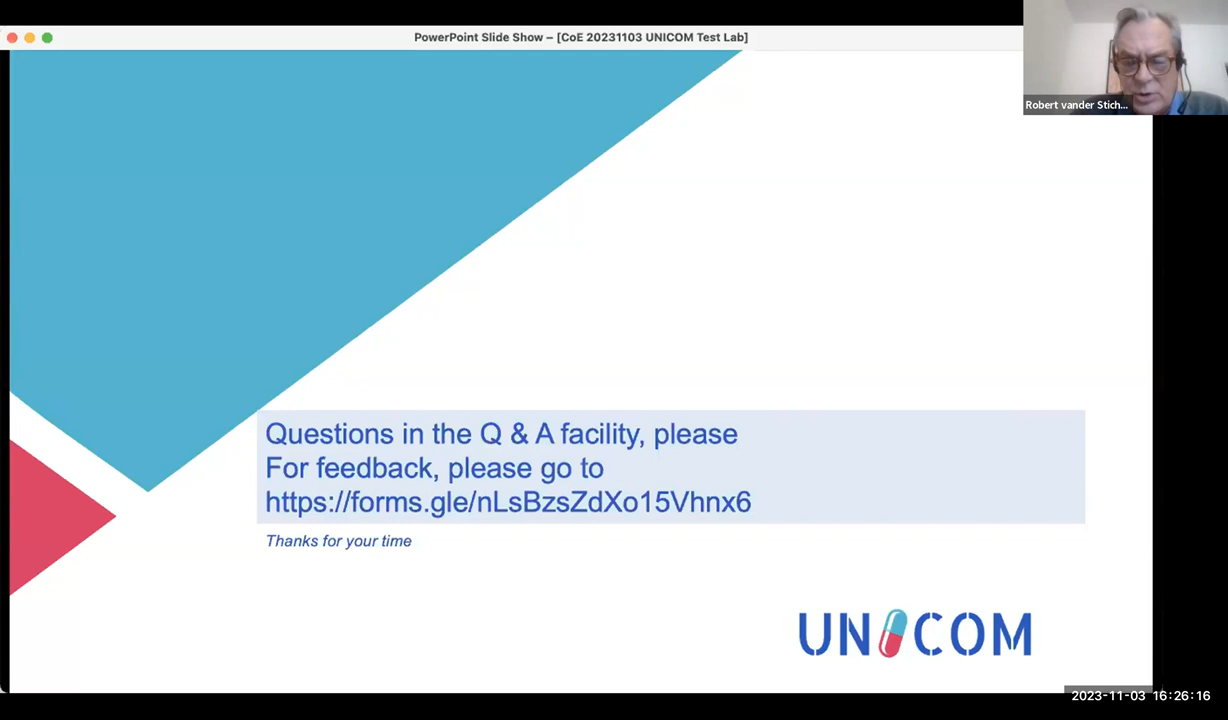 PowerPoint Slide Show – [CoE 20231103 UNICOM Test Lab]
Robert vander Stich...
Questions in the Q & A facility, please
For feedback, please go to
https://forms.gle/nLsBzsZdXo15Vhnx6
Thanks for your time
UNICOM
2023-11-03 16:26:16